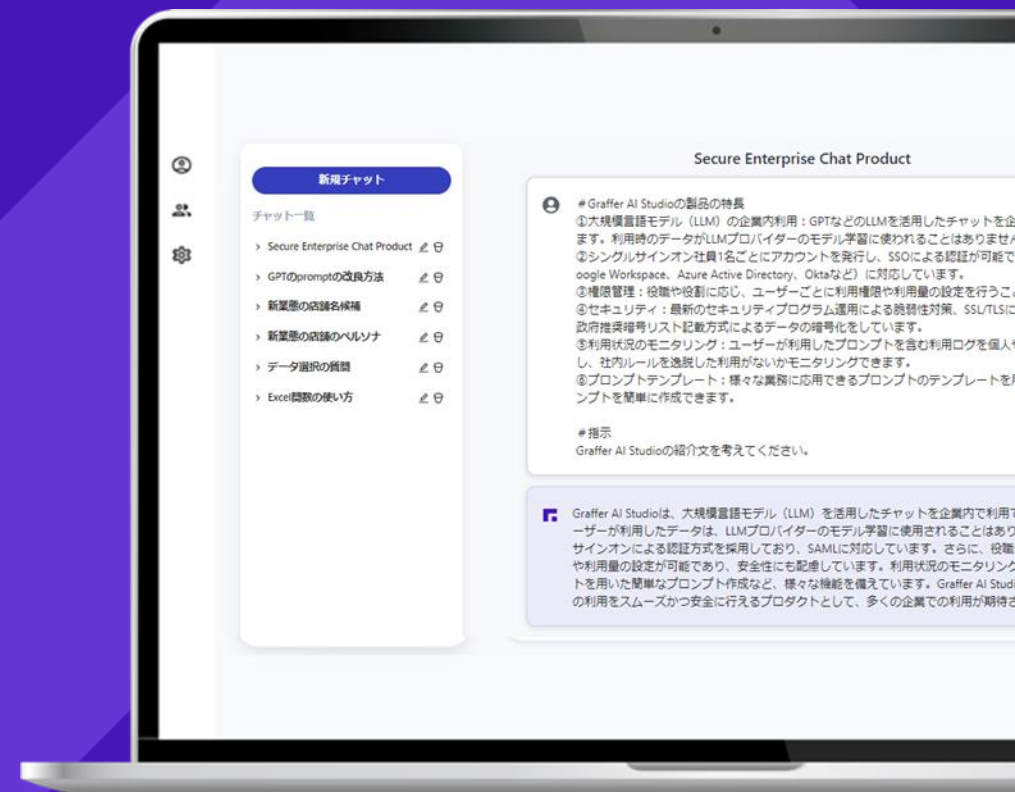 新規チャット
チャット一覧
Secure Enterprise Chat Product
GPTのpromptの改良方法
新業態の店舗名候補
新業態の店舗のペルソナ
データ選択の質問
Excel関数の使い方
Secure Enterprise Chat Product
#Graffer AI Studioの製品の特長
①大規模言語モデル（LLM）の企業内利用：GPTなどのLLMを活用したチャットを企
ます。利用時のデータがLLMプロバイダーのモデル学習に使われることはありません
②シングルサインオン社員1名ごとにアカウントを発行し、SSOによる認証が可能で
oogle Workspace、Azure Active Directory、Oktaなど）に対応しています。
③権限管理：役職や役割に応じ、ユーザーごとに利用権限や利用量の設定を行うこ
④セキュリティ：最新のセキュリティプログラム適用による脆弱性対策、SSL/TLSに
政府推奨暗号リスト記載方式によるデータの暗号化をしています。
⑤利用状況のモニタリング：ユーザーが利用したプロンプトを含む利用ログを個人や
し、社内ルールを逸脱した利用がないかモニタリングできます。
⑥プロンプトテンプレート：様々な業務に応用できるプロンプトのテンプレートを
ンプトを簡単に作成できます。
#指示
Graffer AI Studioの紹介文を考えてください。
Graffer AI Studioは、大規模言語モデル（LLM）を活用したチャットを企業内で利用で
ーザーが利用したデータは、LLMプロバイダーのモデル学習に使用されることはあり
サインオンによる認証方式を採用しており、SAMLに対応しています。さらに、役職
や利用量の設定が可能であり、安全性にも配慮しています。利用状況のモニタリング
トを用いた簡単なプロンプト作成など、様々な機能を備えています。Graffer AI Studi
の利用をスムーズかつ安全に行えるプロダクトとして、多くの企業での利用が期待さ